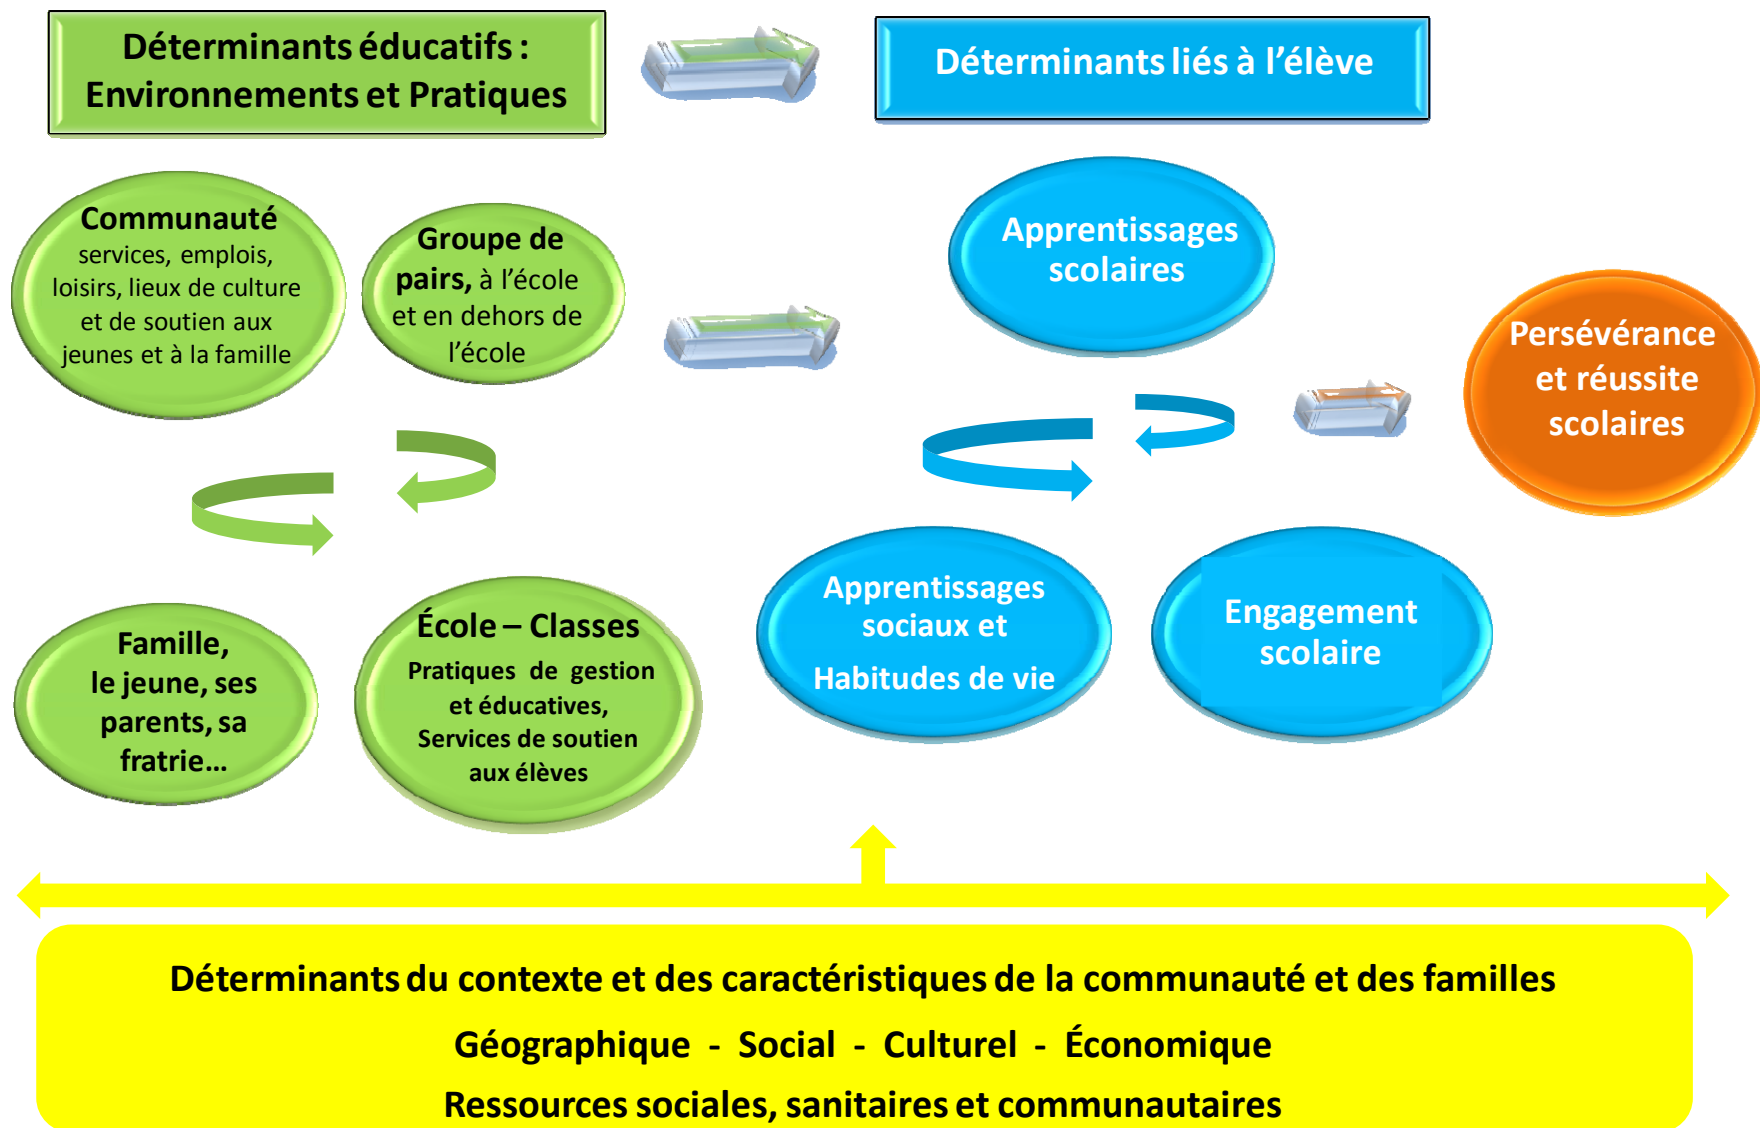 Déterminants éducatifs :
Environnements et Pratiques
Déterminants liés à l’élève
Communauté
services, emplois,
loisirs, lieux de culture
et de soutien aux
jeunes et à la famille
Groupe de
pairs, à l’école
et en dehors de
l’école
Apprentissages
scolaires
Persévérance
et réussite
scolaires
Famille,
le jeune, ses
parents, sa
fratrie…
École – Classes
Pratiques de gestion
et éducatives,
Services de soutien
aux élèves
Apprentissages
sociaux et
Habitudes de vie
Engagement
scolaire
Déterminants du contexte et des caractéristiques de la communauté et des familles
Géographique - Social - Culturel - Économique
Ressources sociales, sanitaires et communautaires